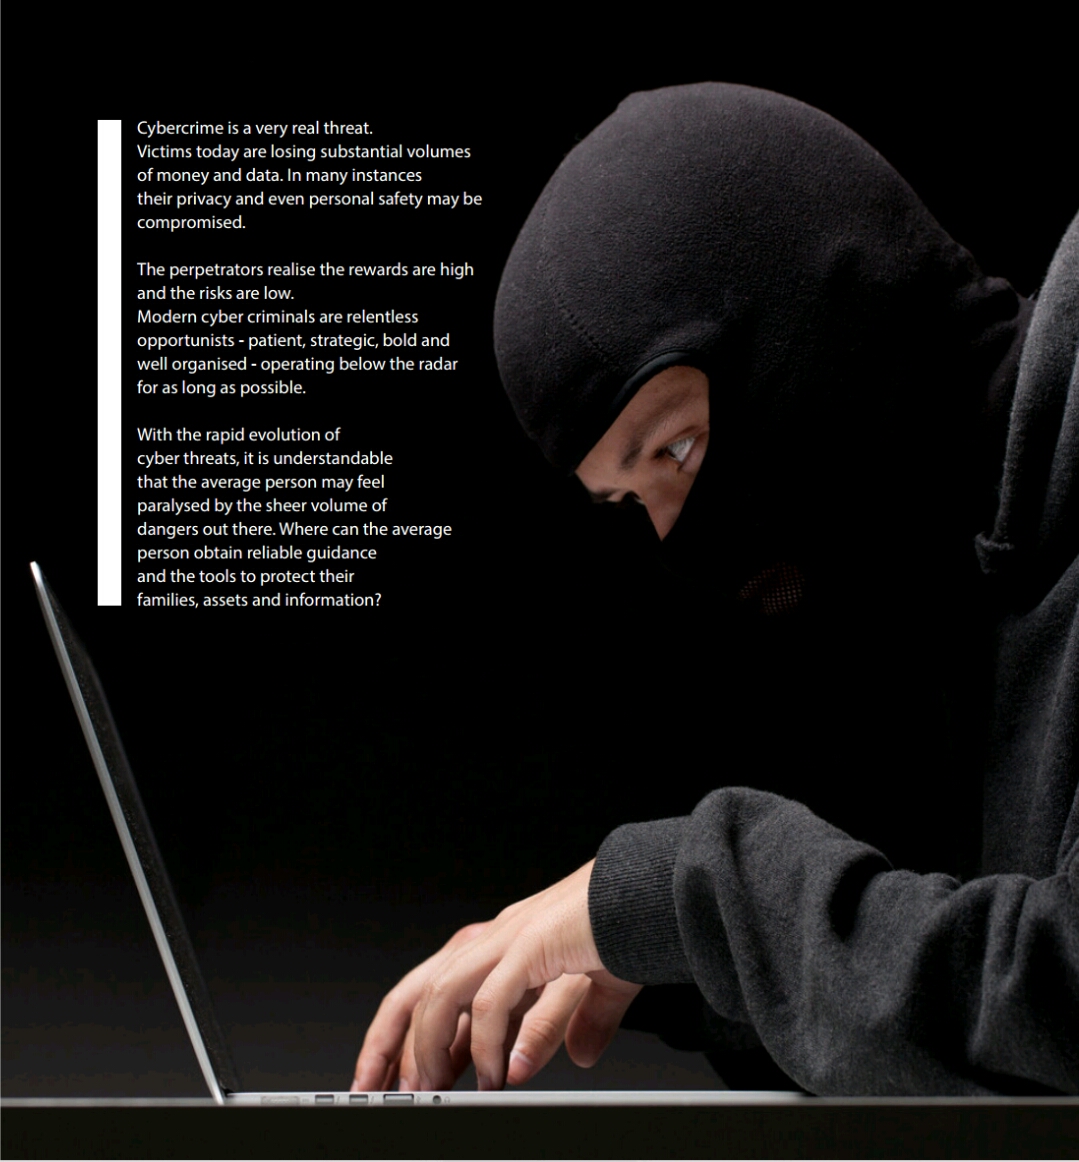 Cybercrime is a very real threat.
Victims today are losing substantial volumes
of money and data. In many instances
their privacy and even personal safety may be
compromised.
The perpetrators realise the rewards are high
and the risks are low.
Modern cyber criminals are relentless
opportunists - patient, strategic, bold and
well organised - operating below the radar
for as long as possible.
With the rapid evolution of
cyber threats, it is understandable
that the average person may feel
paralysed by the sheer volume of
dangers out there. Where can the average
person obtain reliable guidance
and the tools to protect their
families, assets and information?